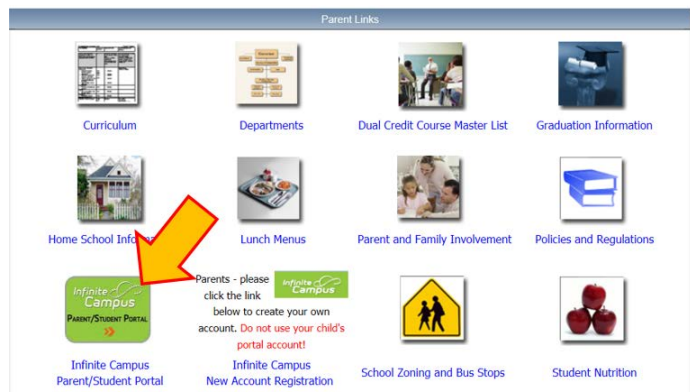 Parent Links
Curriculum
Departments
Dual Credit Course Master List
Graduation Information
Home School Informa
Lunch Menus
Parent and Family Involvement
Policies and Regulations
Infinite
Campus
PARENT/STUDENT PORTAL
Infinite Campus
Parent/Student Portal
Parents - please
Infinite
Campus
click the link
below to create your own
account. Do not use your child's
portal account!
Infinite Campus
New Account Registration
School Zoning and Bus Stops
Student Nutrition